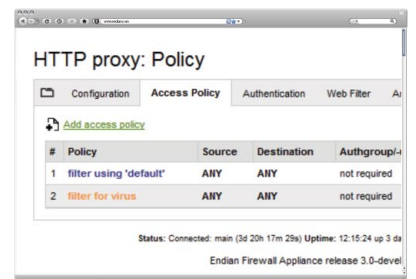 HTTP proxy: Policy
Configuration Access Policy Authentication Web Filter
Add access policy
# Policy Source Destination Authgroup/-
1 filter using 'default' ANY ANY not required
2 filter for virus ANY ANY not required
Status: Connected: main (3d 20h 17m 29s) Uptime: 12:15:24 up 3 da
Endian Firewall Appliance release 3.0-devel